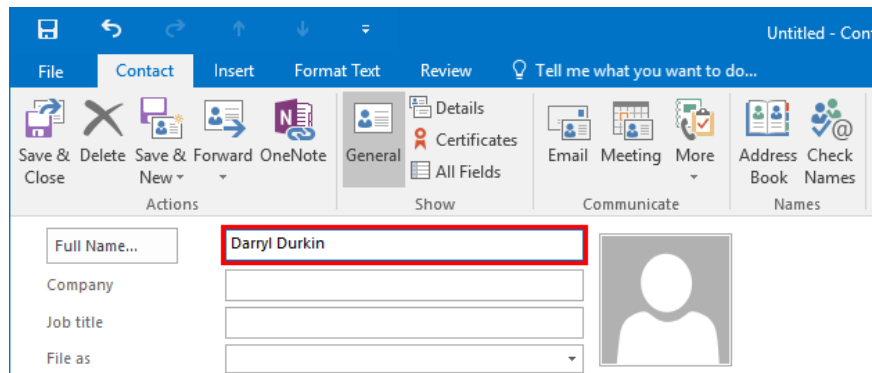 Untitled - Con
File Contact Insert Format Text Review Tell me what you want to do...
Save & Close
Delete
Save & New
Forward
OneNote
Actions
General
Details
Certificates
All Fields
Show
Email
Meeting
More
Communicate
Address Book
Check Names
Names
Full Name... Darryl Durkin
Company
Job title
File as